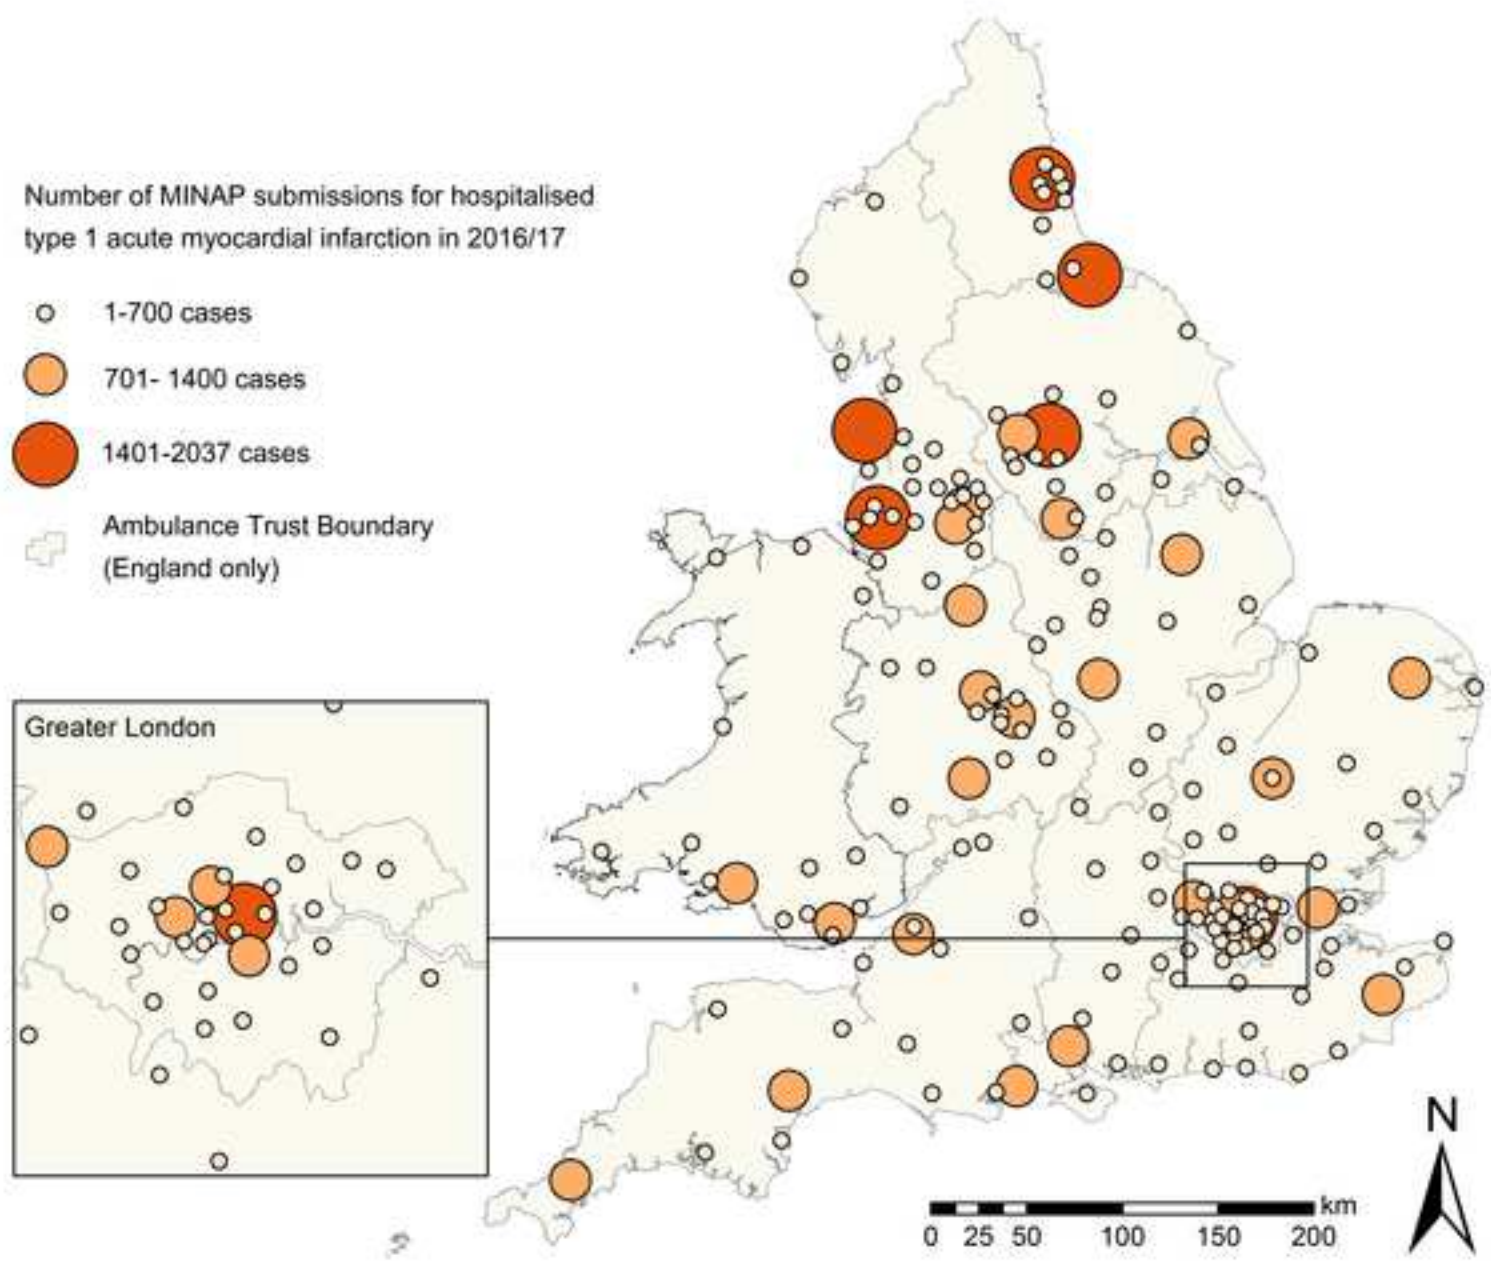 Number of MINAP submissions for hospitalised
type 1 acute myocardial infarction in 2016/17
1-700 cases
701- 1400 cases
1401-2037 cases
Ambulance Trust Boundary
(England only)
Greater London
N
km
0 25 50 100 150 200